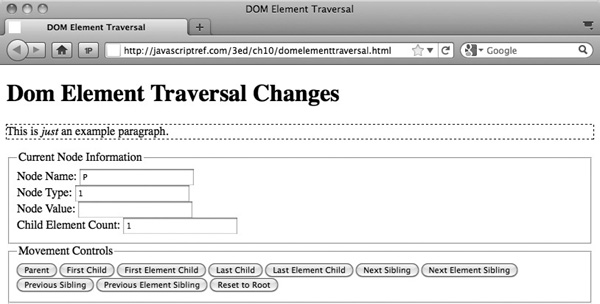 DOM Element Traversal
DOM Element Traversal
+
1P
http://javascriptref.com/3ed/ch10/domelementtraversal.html
Google
Dom Element Traversal Changes
This is just an example paragraph.
Current Node Information
Node Name: P
Node Type: 1
Node Value:
Child Element Count: 1
Movement Controls
Parent First Child First Element Child Last Child Last Element Child Next Sibling Next Element Sibling
Previous Sibling Previous Element Sibling Reset to Root